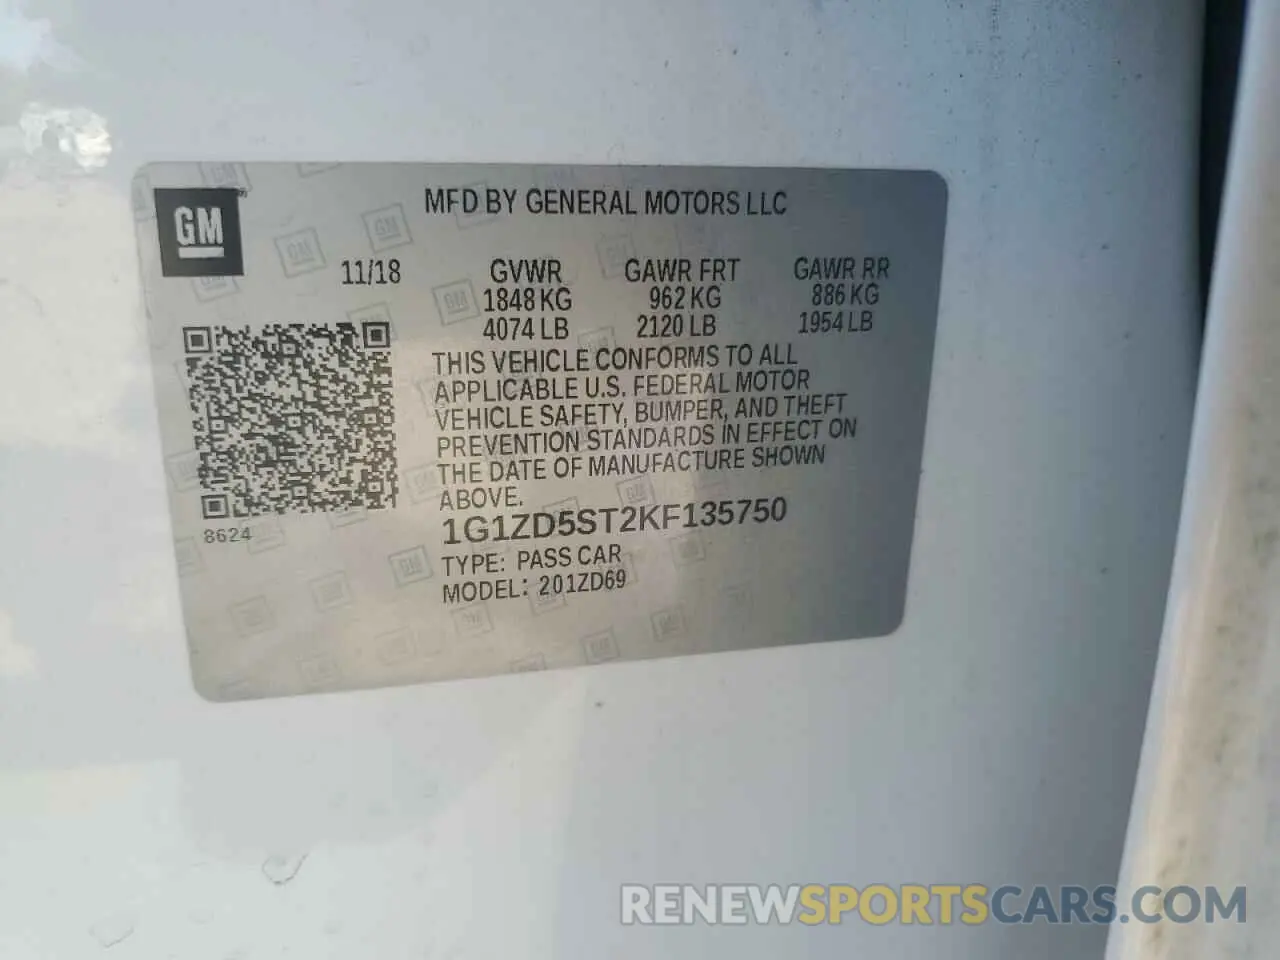 GM
MFD BY GENERAL MOTORS LLC
11/18 GVWR GAWR FRT GAWR RR
1848 KG 962 KG 886 KG
4074 LB 2120 LB 1954 LB
THIS VEHICLE CONFORMS TO ALL
APPLICABLE U.S. FEDERAL MOTOR
VEHICLE SAFETY, BUMPER, AND THEFT
PREVENTION STANDARDS IN EFFECT ON
THE DATE OF MANUFACTURE SHOWN
ABOVE.
8624
1G1ZD5ST2KF135750
TYPE: PASS CAR
MODEL: 201ZD69
RENEWSPORTSCARS.COM